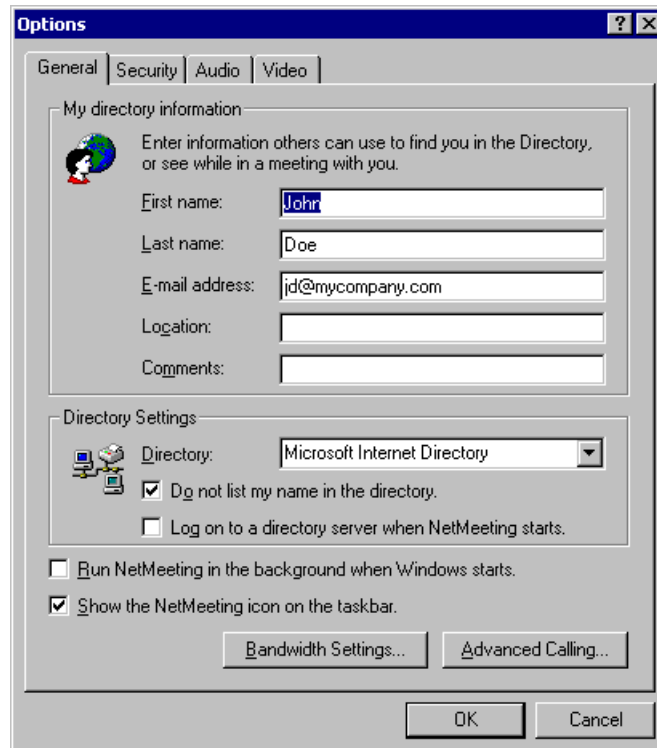 Options
General Security Audio Video
My directory information
Enter information others can use to find you in the Directory,
or see while in a meeting with you.
First name: John
Last name: Doe
E-mail address: jd@mycompany.com
Location:
Comments:
Directory Settings
Directory: Microsoft Internet Directory
Do not list my name in the directory.
Log on to a directory server when NetMeeting starts.
Run NetMeeting in the background when Windows starts.
Show the NetMeeting icon on the taskbar.
Bandwidth Settings... Advanced Calling...
OK Cancel